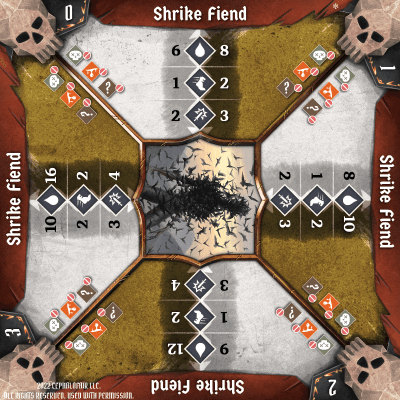 0
Shrike Fiend
1
6 8
1 2
2 3
Shrike Fiend
16 2 4
10 2 3
2 1 8
3 2 10
Shrike Fiend
4 3
2 1
12 9
3
Shrike Fiend
2
2022 CEPHALOFAIR LLC.
ALL RIGHTS RESERVED. USED WITH PERMISSION.